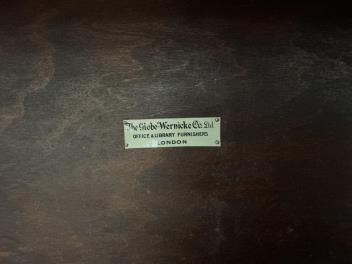 The Globe-Wernicke Co. Ltd.
OFFICE & LIBRARY FURNISHERS
LONDON